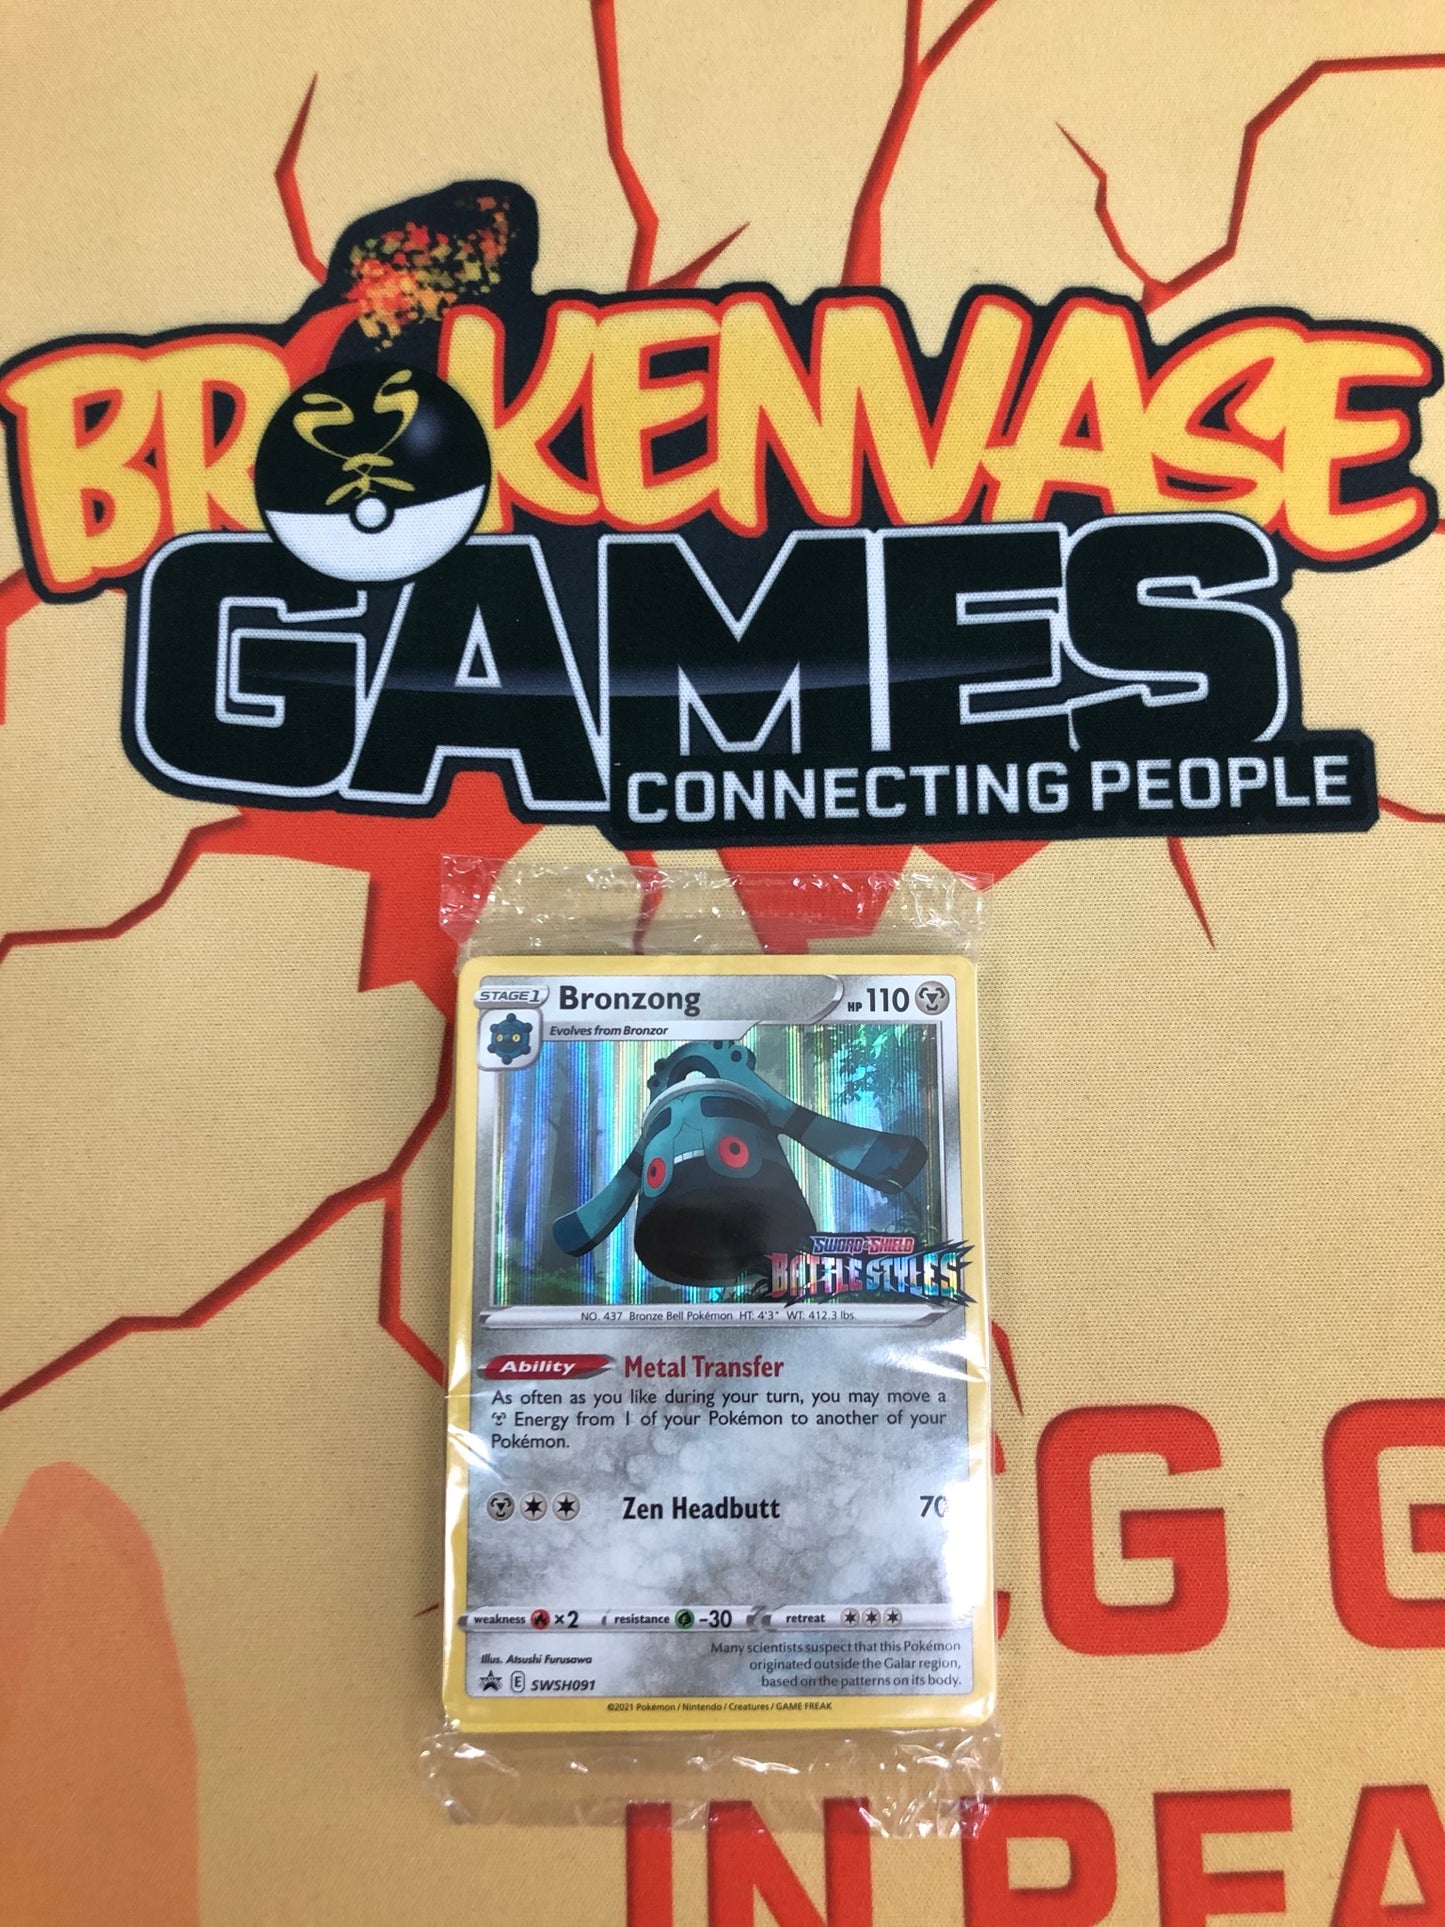 BROKENVASE
GAMES
CONNECTING PEOPLE
STAGE 1 Bronzong HP 110
Evolves from Bronzor
SWORD & SHIELD
BATTLE STYLES
NO. 437 Bronze Bell Pokémon HT: 4'3" WT: 412.3 lbs.
Ability Metal Transfer
As often as you like during your turn, you may move a
Energy from 1 of your Pokémon to another of your
Pokémon.
Zen Headbutt 70
weakness ×2 resistance -30 retreat
Illus. Atsushi Furusawa
Many scientists suspect that this Pokémon
originated outside the Galar region,
based on the patterns on its body.
E SWSH091
©2021 Pokémon / Nintendo / Creatures / GAME FREAK
CG G
IN PEA